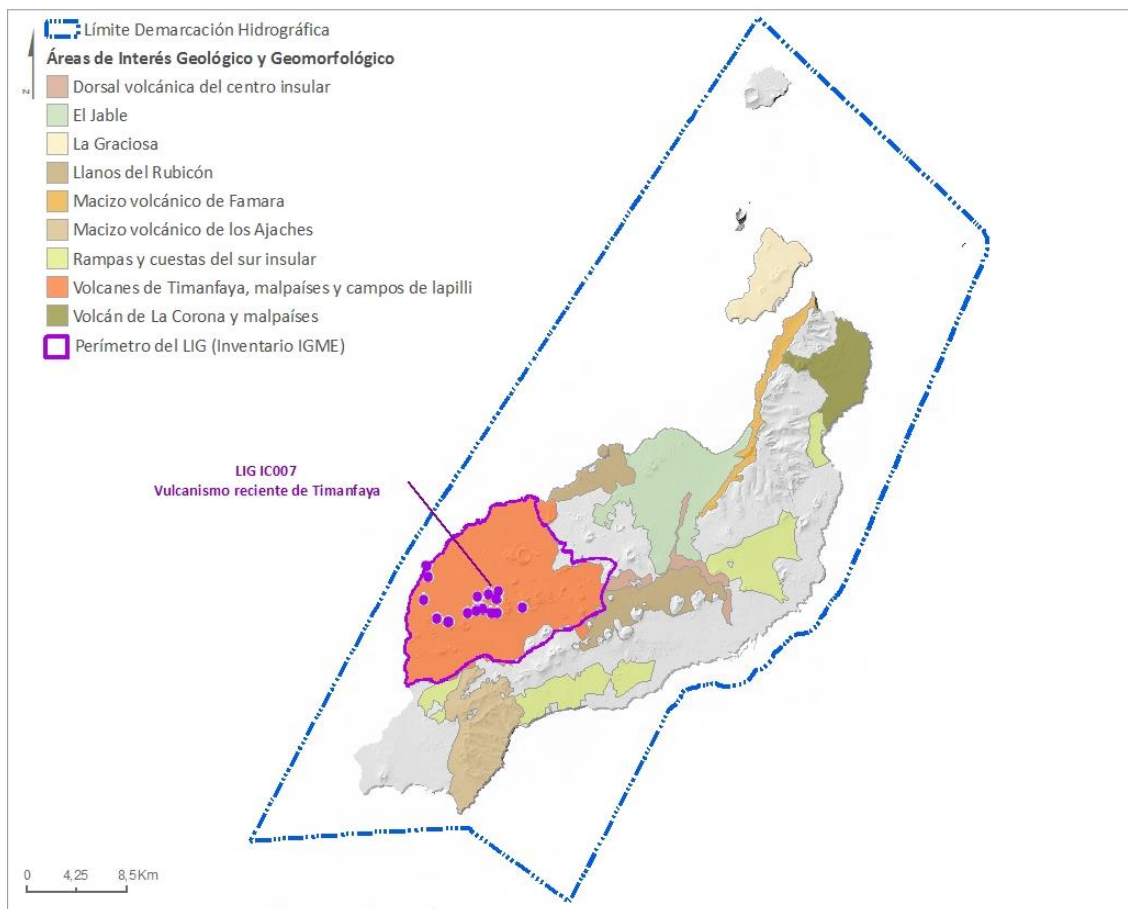 Límite Demarcación Hidrográfica
Áreas de Interés Geológico y Geomorfológico
N
Dorsal volcánica del centro insular
El Jable
La Graciosa
Llanos del Rubicón
Macizo volcánico de Famara
Macizo volcánico de los Ajaches
Rampas y cuestas del sur insular
Volcanes de Timanfaya, malpaíses y campos de lapilli
Volcán de La Corona y malpaíses
Perímetro del LIG (Inventario IGME)
LIG IC007
Vulcanismo reciente de Timanfaya
0 4,25 8,5Km